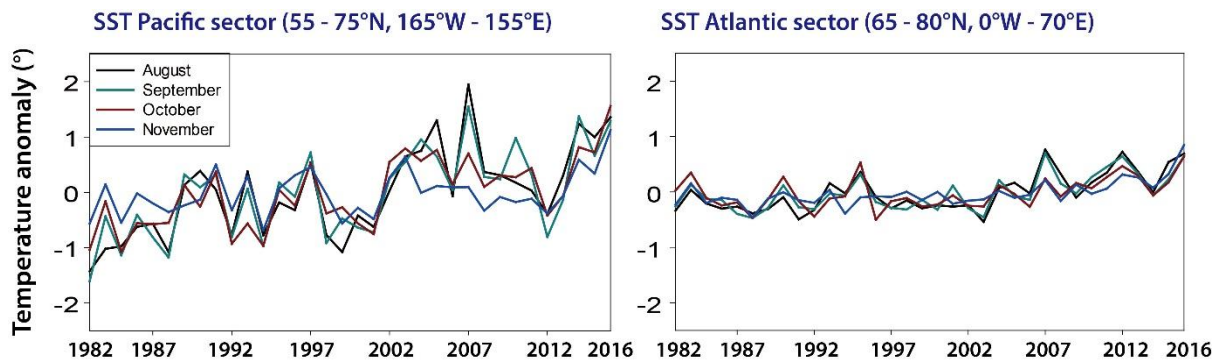 SST Pacific sector (55 - 75°N, 165°W - 155°E)
SST Atlantic sector (65 - 80°N, 0°W - 70°E)
Temperature anomaly (°)
August
September
October
November
2
1
0
-1
-2
2
1
0
-1
-2
1982 1987 1992 1997 2002 2007 2012 2016
1982 1987 1992 1997 2002 2007 2012 2016